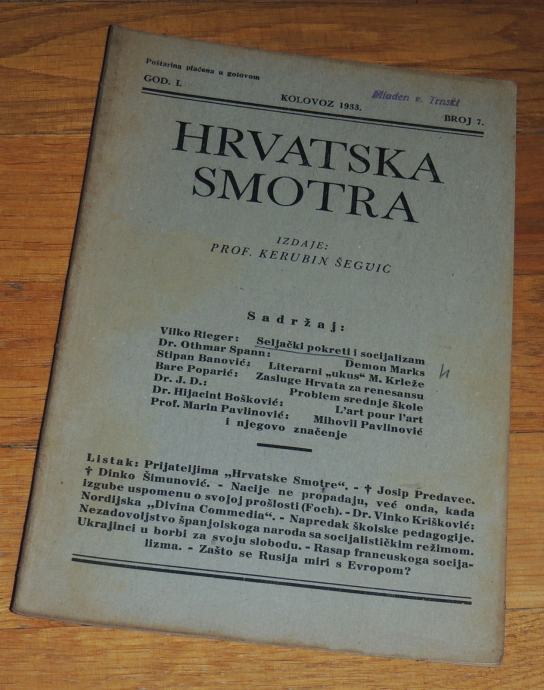 Poštarina plaćena u gotovom
GOD. I.
KOLOVOZ 1933.
Mladen v. Trnski
BROJ 7.
HRVATSKA
SMOTRA
IZDAJE:
PROF. KERUBIN ŠEGVIĆ
Sadržaj:
Vilko Rieger: Seljački pokreti i socijalizam
Dr. Othmar Spann: Demon Marks
Stipan Banović: Literarni „ukus“ M. Krleže
Bare Poparić: Zasluge Hrvata za renesansu
Dr. J. D.: Problem srednje škole
Dr. Hijacint Bošković: L'art pour l'art
Prof. Marin Pavlinović: Mihovil Pavlinović
i njegovo značenje
Listak: Prijateljima „Hrvatske Smotre“. - † Josip Predavec.
† Dinko Šimunović. - Nacije ne propadaju, već onda, kada
izgube uspomenu o svojoj prošlosti (Foch). - Dr. Vinko Krišković:
Nordijska „Divina Commedia“. - Napredak školske pedagogije.
Nezadovoljstvo španjolskoga naroda sa socijalističkim režimom.
Ukrajinci u borbi za svoju slobodu. - Rasap francuskoga socija-
lizma. - Zašto se Rusija miri s Evropom?